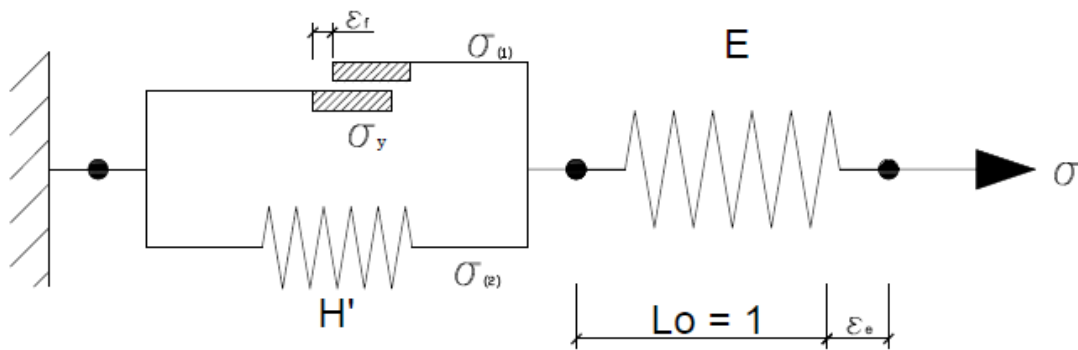 εf
σ(1)
E
σy
σ
σ(2)
H'
Lo = 1
εe